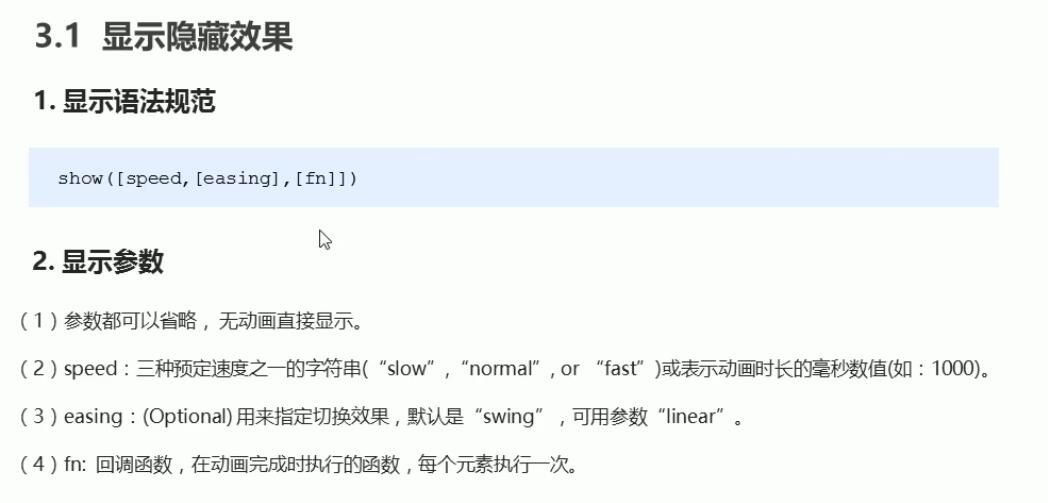 3.1 显示隐藏效果
1. 显示语法规范
show([speed,[easing],[fn]])
2. 显示参数
（1）参数都可以省略，无动画直接显示。
（2）speed：三种预定速度之一的字符串(“slow”,“normal”, or “fast”)或表示动画时长的毫秒数值(如：1000)。
（3）easing：(Optional) 用来指定切换效果，默认是“swing”，可用参数“linear”。
（4）fn: 回调函数，在动画完成时执行的函数，每个元素执行一次。